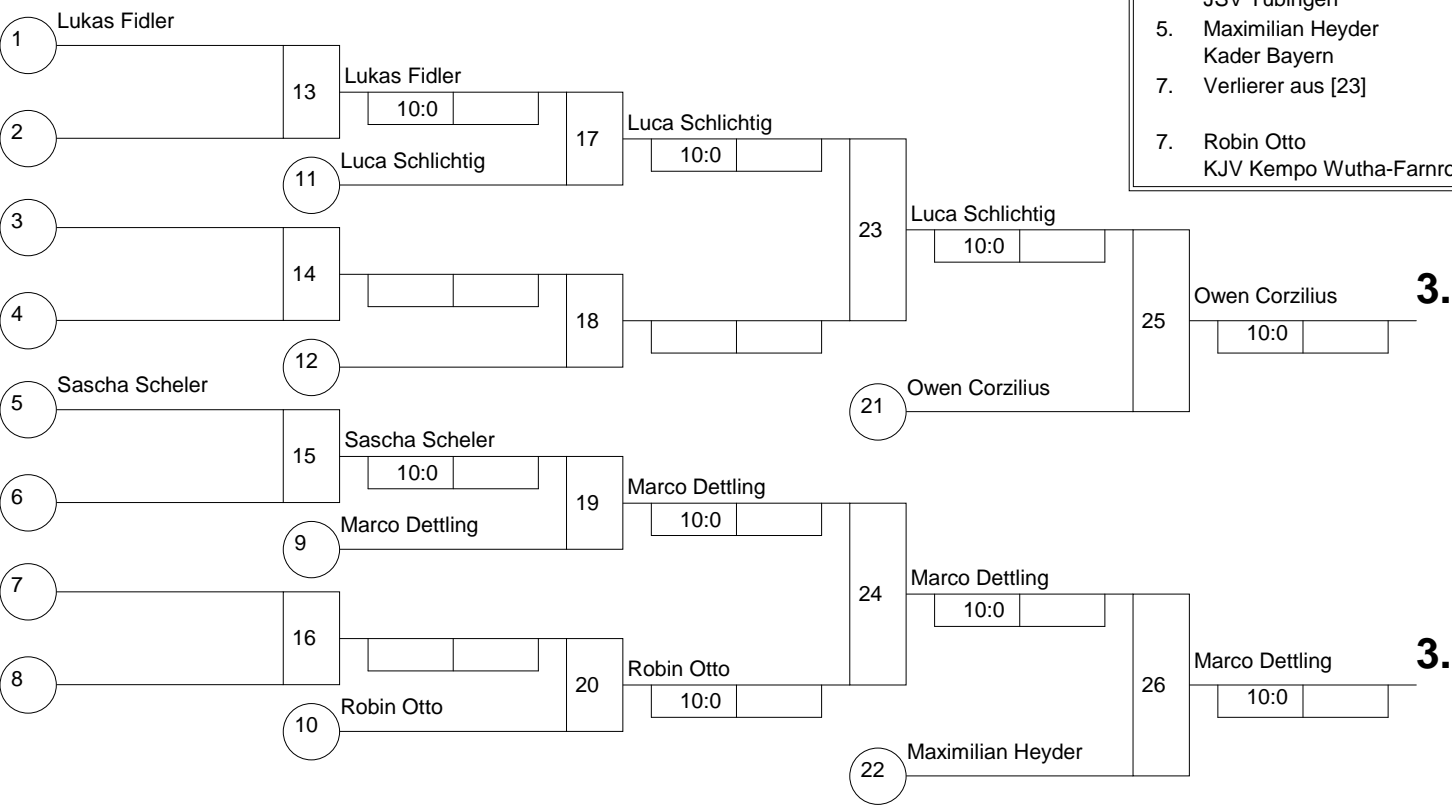 JSV Tübingen
5. Maximilian Heyder
Kader Bayern
7. Verlierer aus [23]
7. Robin Otto
KJV Kempo Wutha-Farnro
1 Lukas Fidler
2
13
Lukas Fidler
10:0
11 Luca Schlichtig
17
Luca Schlichtig
10:0
3
4
14
12
18
23
Luca Schlichtig
10:0
21 Owen Corzilius
25
Owen Corzilius
10:0
3.
5 Sascha Scheler
6
15
Sascha Scheler
10:0
9 Marco Dettling
19
Marco Dettling
10:0
7
8
16
10 Robin Otto
20
Robin Otto
10:0
24
Marco Dettling
10:0
22 Maximilian Heyder
26
Marco Dettling
10:0
3.